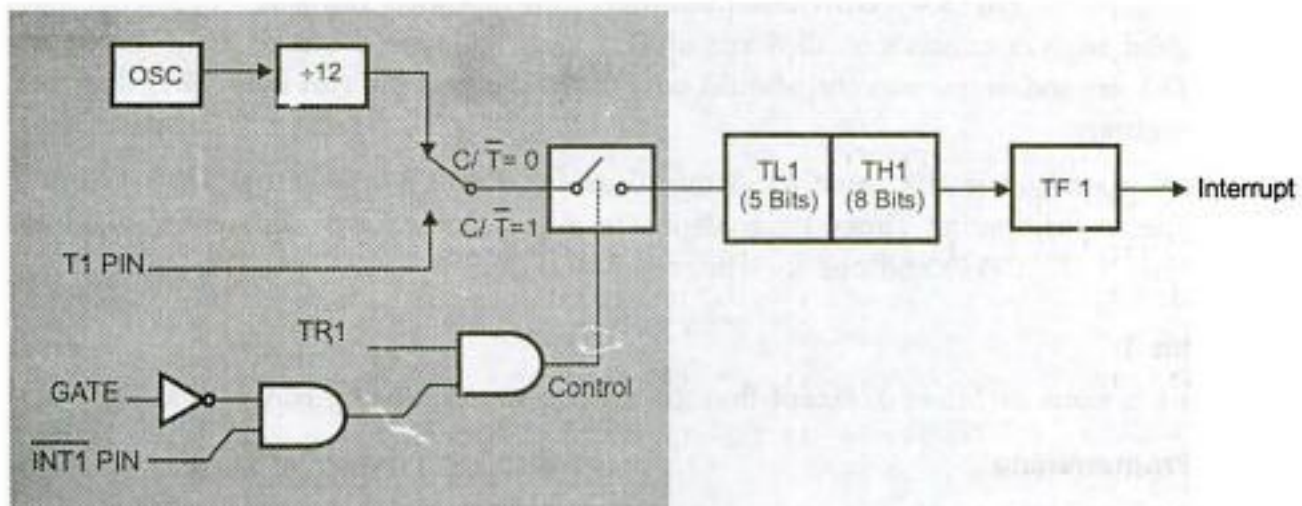 OSC
÷12
C/ T̅ = 0
C/ T̅ =1
T1 PIN
TL1
(5 Bits)
TH1
(8 Bits)
TF 1
Interrupt
TR1
Control
GATE
I̅N̅T̅1̅ PIN